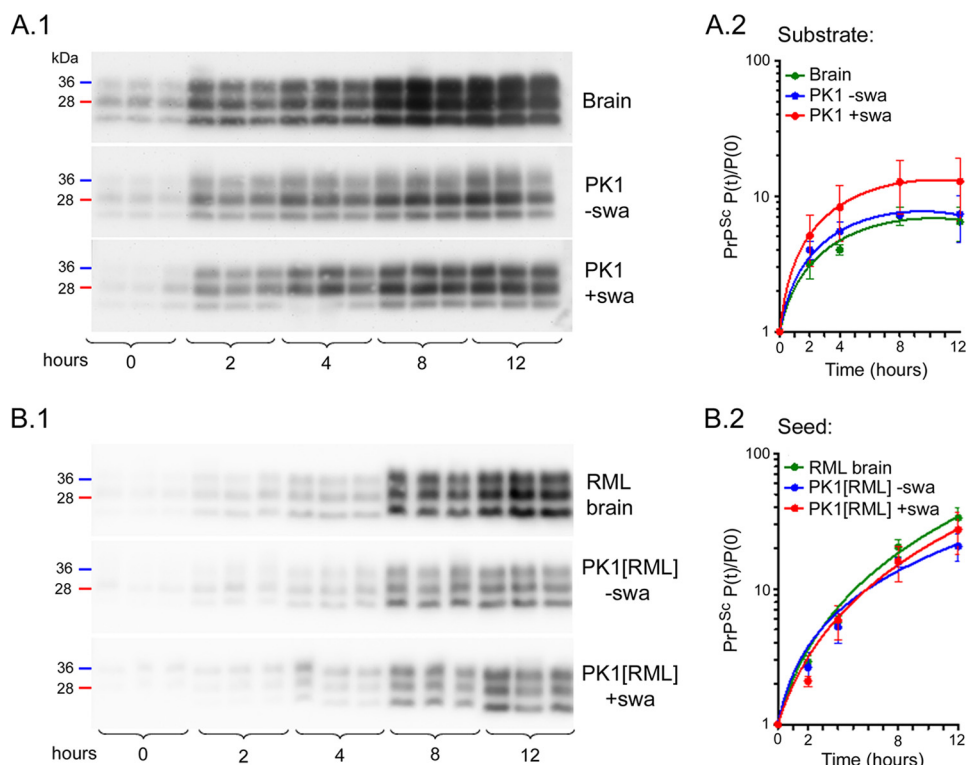 A.1
kDa
36
28
Brain
36
28
PK1
-swa
36
28
PK1
+swa
hours 0 2 4 8 12
A.2
Substrate:
100
Brain
PK1 -swa
PK1 +swa
PrPSc P(t)/P(0)
10
1
0 2 4 8 12
Time (hours)
B.1
36
28
RML
brain
36
28
PK1[RML]
-swa
36
28
PK1[RML]
+swa
hours 0 2 4 8 12
B.2
Seed:
100
RML brain
PK1[RML] -swa
PK1[RML] +swa
PrPSc P(t)/P(0)
10
1
0 2 4 8 12
Time (hours)